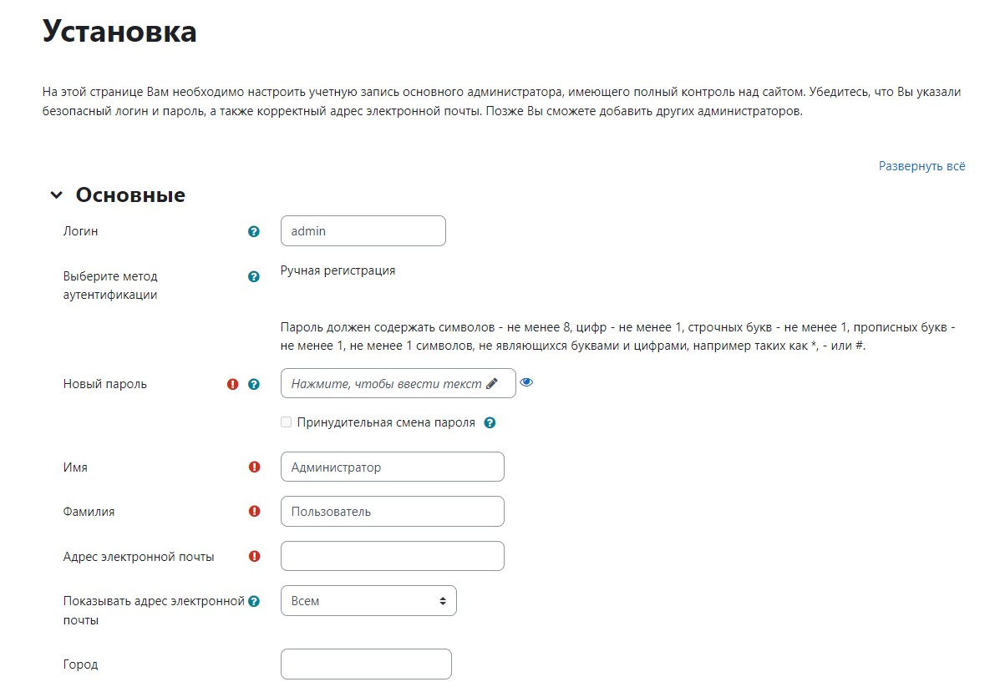 Установка
На этой странице Вам необходимо настроить учетную запись основного администратора, имеющего полный контроль над сайтом. Убедитесь, что Вы указали
безопасный логин и пароль, а также корректный адрес электронной почты. Позже Вы сможете добавить других администраторов.
Развернуть всё
Основные
Логин
admin
Выберите метод
аутентификации
Ручная регистрация
Пароль должен содержать символов - не менее 8, цифр - не менее 1, строчных букв - не менее 1, прописных букв -
не менее 1, не менее 1 символов, не являющихся буквами и цифрами, например таких как *, - или #.
Новый пароль
Нажмите, чтобы ввести текст
Принудительная смена пароля
Имя
Администратор
Фамилия
Пользователь
Адрес электронной почты
Показывать адрес электронной
почты
Всем
Город